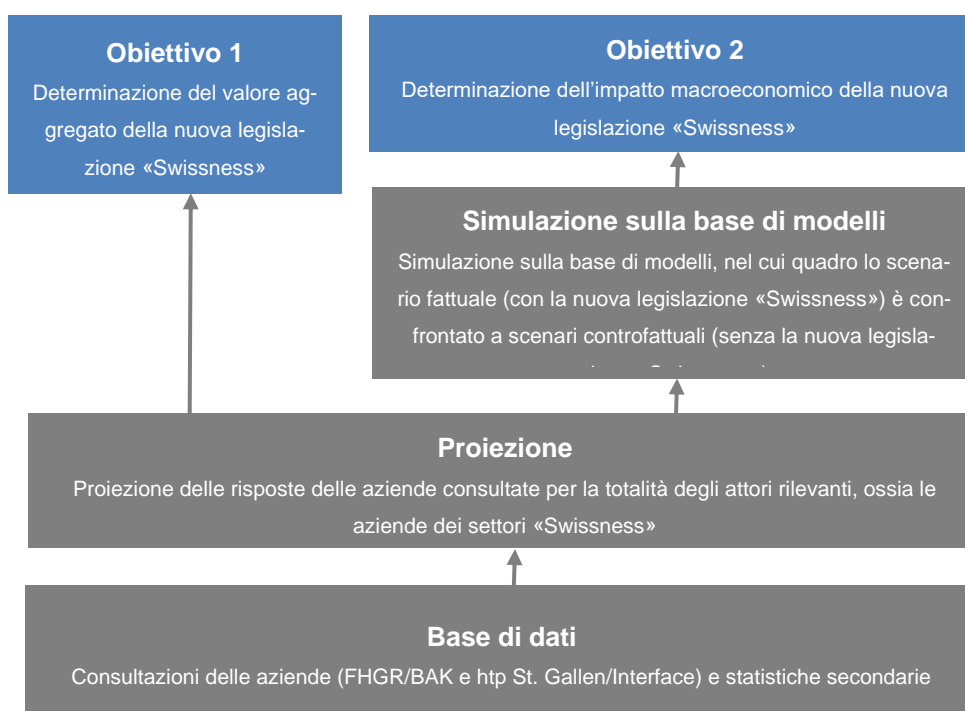 Obiettivo 1
Determinazione del valore ag-
gregato della nuova legisla-
zione «Swissness»
Obiettivo 2
Determinazione dell'impatto macroeconomico della nuova
legislazione «Swissness»
Simulazione sulla base di modelli
Simulazione sulla base di modelli, nel cui quadro lo scena-
rio fattuale (con la nuova legislazione «Swissness») è con-
frontato a scenari controfattuali (senza la nuova legisla-
Proiezione
Proiezione delle risposte delle aziende consultate per la totalità degli attori rilevanti, ossia le
aziende dei settori «Swissness»
Base di dati
Consultazioni delle aziende (FHGR/BAK e htp St. Gallen/Interface) e statistiche secondarie